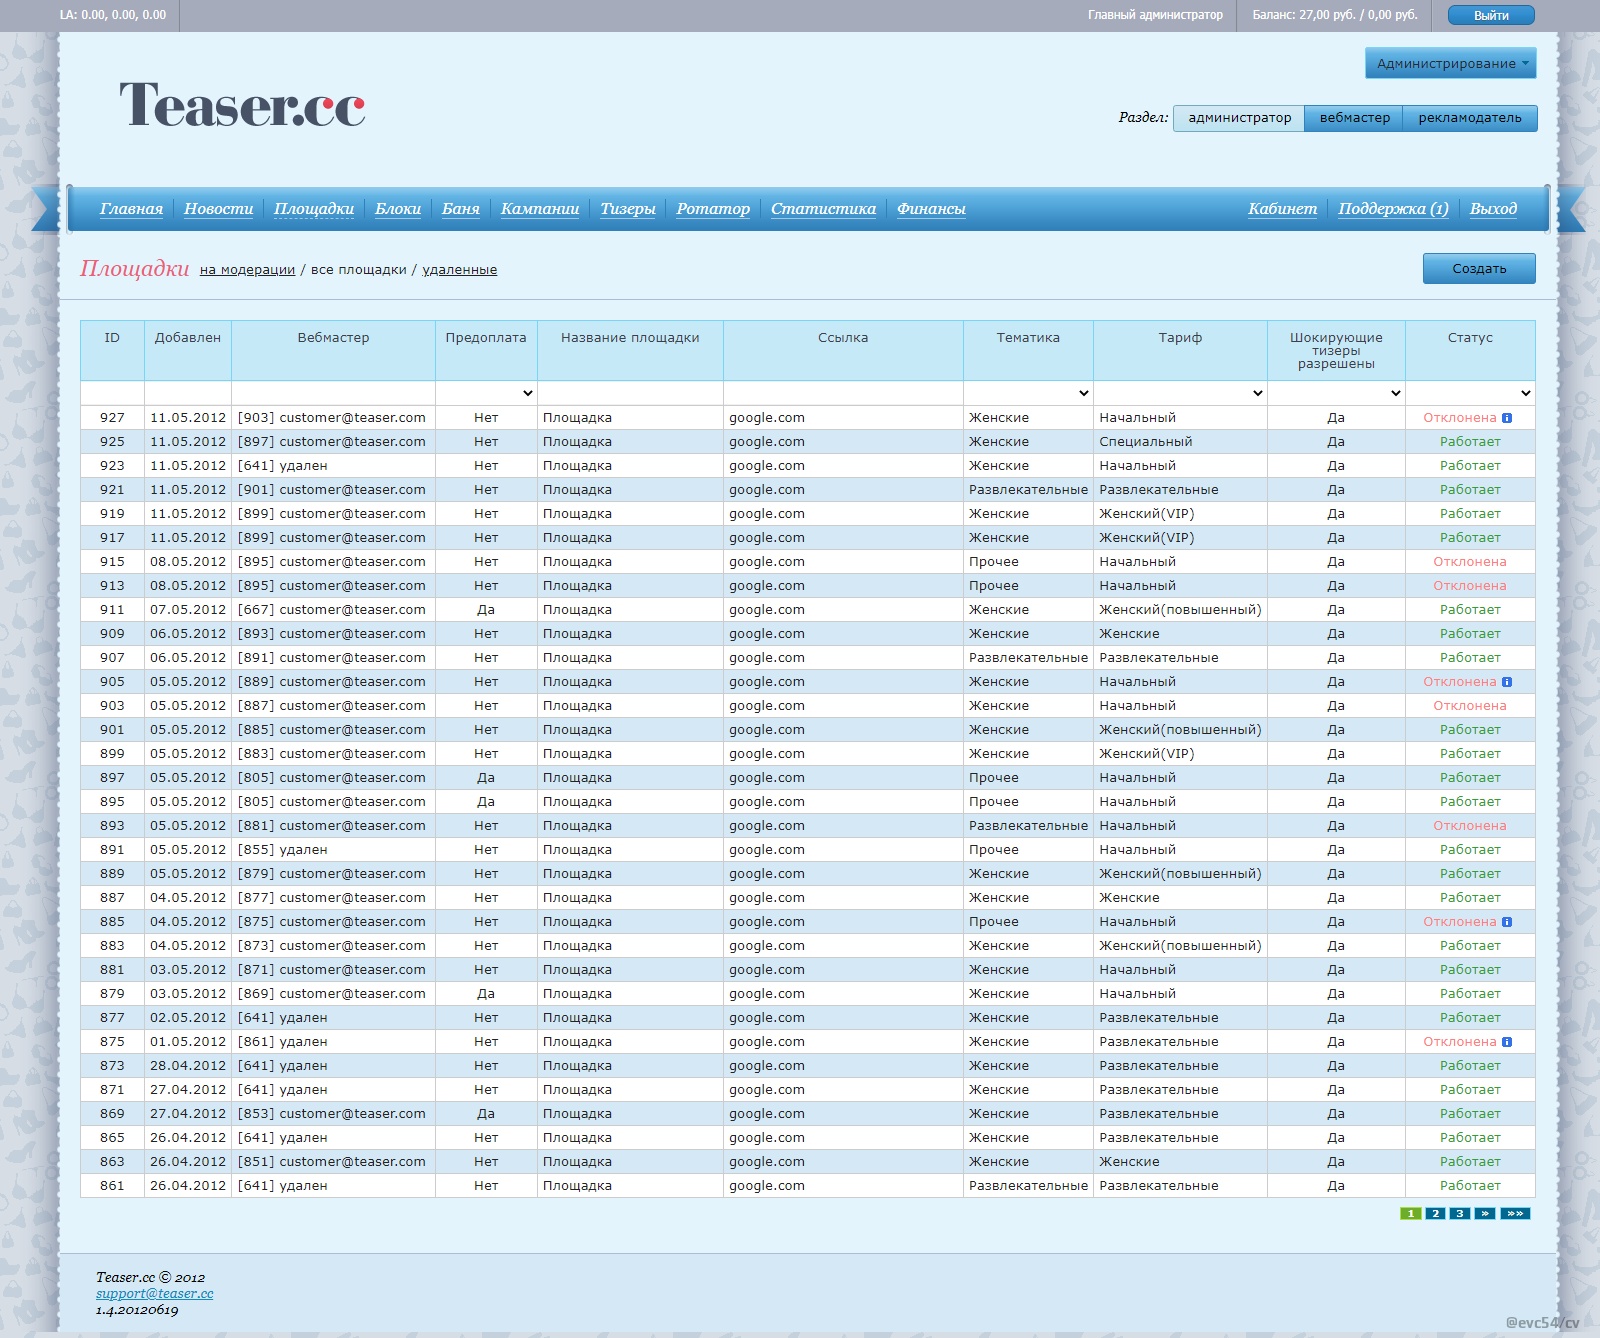 LA: 0.00, 0.00, 0.00 Главный администратор Баланс: 27,00 руб. / 0,00 руб. Выйти
Администрирование
Teaser.cc
Раздел: администратор вебмастер рекламодатель
Главная Новости Площадки Блоки Баня Кампании Тизеры Ротатор Статистика Финансы Кабинет Поддержка (1) Выход
Площадки на модерации / все площадки / удаленные Создать
ID Добавлен Вебмастер Предоплата Название площадки Ссылка Тематика Тариф Шокирующие тизеры разрешены Статус
927 11.05.2012 [903] customer@teaser.com Нет Площадка google.com Женские Начальный Да Отклонена i
925 11.05.2012 [897] customer@teaser.com Нет Площадка google.com Женские Специальный Да Работает
923 11.05.2012 [641] удален Нет Площадка google.com Женские Начальный Да Работает
921 11.05.2012 [901] customer@teaser.com Нет Площадка google.com Развлекательные Развлекательные Да Работает
919 11.05.2012 [899] customer@teaser.com Нет Площадка google.com Женские Женский(VIP) Да Работает
917 11.05.2012 [899] customer@teaser.com Нет Площадка google.com Женские Женский(VIP) Да Работает
915 08.05.2012 [895] customer@teaser.com Нет Площадка google.com Прочее Начальный Да Отклонена
913 08.05.2012 [895] customer@teaser.com Нет Площадка google.com Прочее Начальный Да Отклонена
911 07.05.2012 [667] customer@teaser.com Да Площадка google.com Женские Женский(повышенный) Да Работает
909 06.05.2012 [893] customer@teaser.com Нет Площадка google.com Женские Женские Да Работает
907 06.05.2012 [891] customer@teaser.com Нет Площадка google.com Развлекательные Развлекательные Да Работает
905 05.05.2012 [889] customer@teaser.com Нет Площадка google.com Женские Начальный Да Отклонена i
903 05.05.2012 [887] customer@teaser.com Нет Площадка google.com Женские Начальный Да Отклонена
901 05.05.2012 [885] customer@teaser.com Нет Площадка google.com Женские Женский(повышенный) Да Работает
899 05.05.2012 [883] customer@teaser.com Нет Площадка google.com Женские Женский(VIP) Да Работает
897 05.05.2012 [805] customer@teaser.com Да Площадка google.com Прочее Начальный Да Работает
895 05.05.2012 [805] customer@teaser.com Да Площадка google.com Прочее Начальный Да Работает
893 05.05.2012 [881] customer@teaser.com Нет Площадка google.com Развлекательные Начальный Да Отклонена
891 05.05.2012 [855] удален Нет Площадка google.com Прочее Начальный Да Работает
889 05.05.2012 [879] customer@teaser.com Нет Площадка google.com Женские Женский(повышенный) Да Работает
887 04.05.2012 [877] customer@teaser.com Нет Площадка google.com Женские Женские Да Работает
885 04.05.2012 [875] customer@teaser.com Нет Площадка google.com Прочее Начальный Да Отклонена i
883 04.05.2012 [873] customer@teaser.com Нет Площадка google.com Женские Женский(повышенный) Да Работает
881 03.05.2012 [871] customer@teaser.com Нет Площадка google.com Женские Начальный Да Работает
879 03.05.2012 [869] customer@teaser.com Да Площадка google.com Женские Начальный Да Работает
877 02.05.2012 [641] удален Нет Площадка google.com Женские Развлекательные Да Работает
875 01.05.2012 [861] удален Нет Площадка google.com Женские Развлекательные Да Отклонена i
873 28.04.2012 [641] удален Нет Площадка google.com Женские Развлекательные Да Работает
871 27.04.2012 [641] удален Нет Площадка google.com Женские Развлекательные Да Работает
869 27.04.2012 [853] customer@teaser.com Да Площадка google.com Женские Развлекательные Да Работает
865 26.04.2012 [641] удален Нет Площадка google.com Женские Развлекательные Да Работает
863 26.04.2012 [851] customer@teaser.com Нет Площадка google.com Женские Женские Да Работает
861 26.04.2012 [641] удален Нет Площадка google.com Развлекательные Развлекательные Да Работает
1 2 3 » »»
Teaser.cc © 2012
support@teaser.cc
1.4.20120619
@evc54/cv